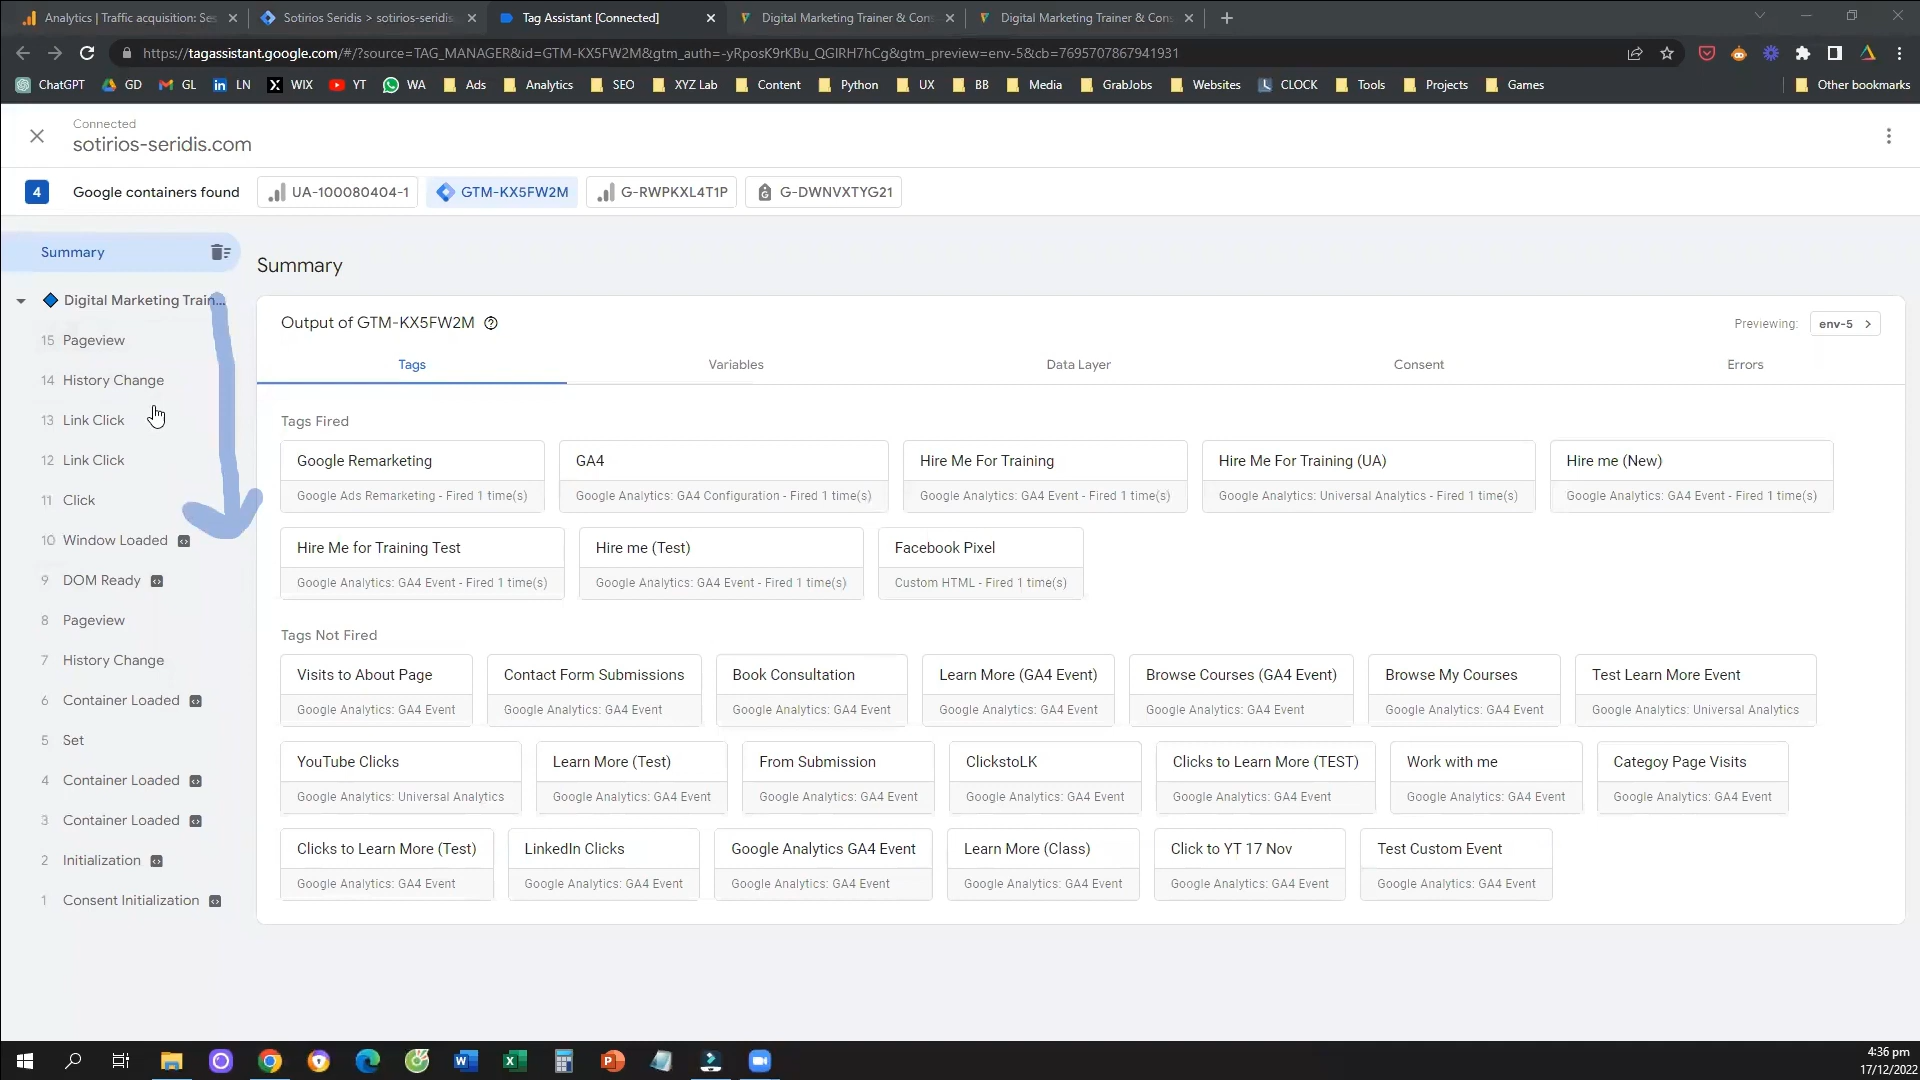 Analytics | Traffic acquisition: Ses
Sotirios Seridis > sotirios-seridis
Tag Assistant [Connected]
Digital Marketing Trainer & Con
Digital Marketing Trainer & Cons
https://tagassistant.google.com/#/?source=TAG_MANAGER&id=GTM-KX5FW2M&gtm_auth=-yRposK9rKBu_QGlRH7hCg&gtm_preview=env-5&cb=7695707867941931
ChatGPT GD GL LN WIX YT WA Ads Analytics SEO XYZ Lab Content Python UX BB Media GrabJobs Websites CLOCK Tools Projects Games Other bookmarks
Connected
sotirios-seridis.com
4 Google containers found UA-100080404-1 GTM-KX5FW2M G-RWPKXL4T1P G-DWNVXTYG21
Summary
Digital Marketing Train...
15 Pageview
14 History Change
13 Link Click
12 Link Click
11 Click
10 Window Loaded
9 DOM Ready
8 Pageview
7 History Change
6 Container Loaded
5 Set
4 Container Loaded
3 Container Loaded
2 Initialization
1 Consent Initialization
Summary
Output of GTM-KX5FW2M
Previewing: env-5
Tags Variables Data Layer Consent Errors
Tags Fired
Google Remarketing
Google Ads Remarketing - Fired 1 time(s)
GA4
Google Analytics: GA4 Configuration - Fired 1 time(s)
Hire Me For Training
Google Analytics: GA4 Event - Fired 1 time(s)
Hire Me For Training (UA)
Google Analytics: Universal Analytics - Fired 1 time(s)
Hire me (New)
Google Analytics: GA4 Event - Fired 1 time(s)
Hire Me for Training Test
Google Analytics: GA4 Event - Fired 1 time(s)
Hire me (Test)
Google Analytics: GA4 Event - Fired 1 time(s)
Facebook Pixel
Custom HTML - Fired 1 time(s)
Tags Not Fired
Visits to About Page
Google Analytics: GA4 Event
Contact Form Submissions
Google Analytics: GA4 Event
Book Consultation
Google Analytics: GA4 Event
Learn More (GA4 Event)
Google Analytics: GA4 Event
Browse Courses (GA4 Event)
Google Analytics: GA4 Event
Browse My Courses
Google Analytics: GA4 Event
Test Learn More Event
Google Analytics: Universal Analytics
YouTube Clicks
Google Analytics: Universal Analytics
Learn More (Test)
Google Analytics: GA4 Event
From Submission
Google Analytics: GA4 Event
ClickstoLK
Google Analytics: GA4 Event
Clicks to Learn More (TEST)
Google Analytics: GA4 Event
Work with me
Google Analytics: GA4 Event
Categoy Page Visits
Google Analytics: GA4 Event
Clicks to Learn More (Test)
Google Analytics: GA4 Event
LinkedIn Clicks
Google Analytics: GA4 Event
Google Analytics GA4 Event
Google Analytics: GA4 Event
Learn More (Class)
Google Analytics: GA4 Event
Click to YT 17 Nov
Google Analytics: GA4 Event
Test Custom Event
Google Analytics: GA4 Event
4:36 pm
17/12/2022